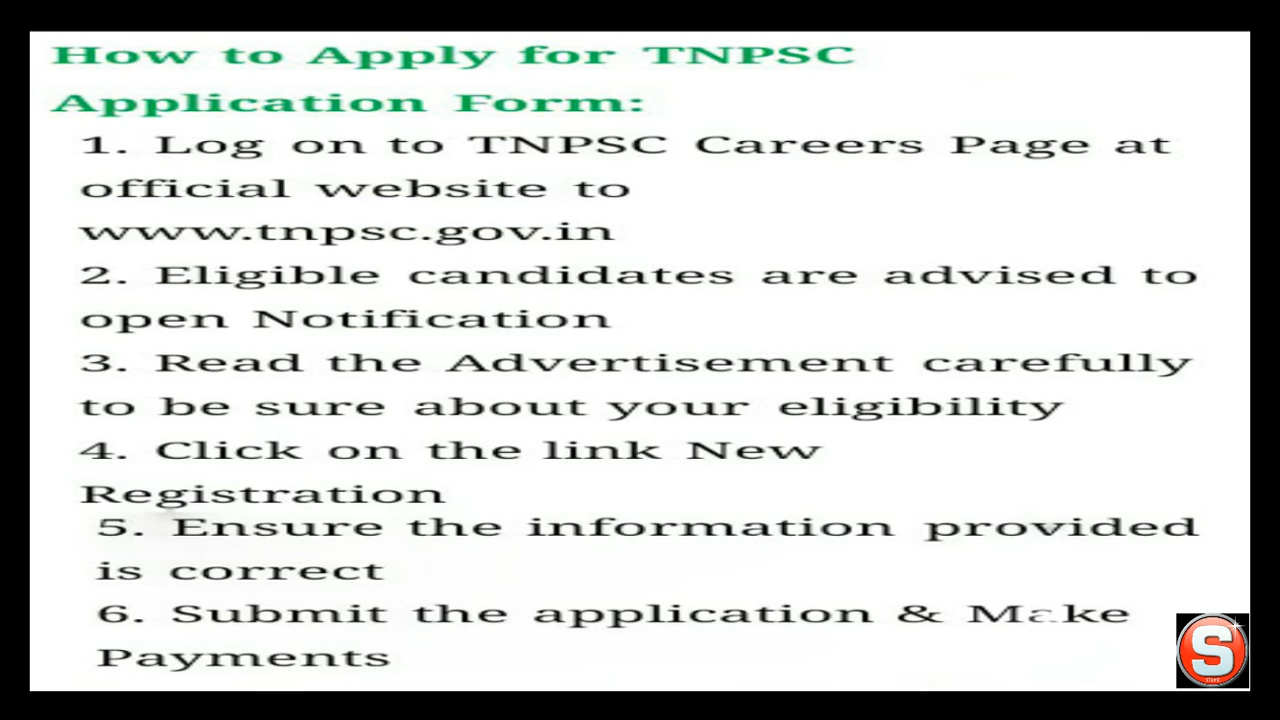 How to Apply for TNPSC
Application Form:
1. Log on to TNPSC Careers Page at
official website to
www.tnpsc.gov.in
2. Eligible candidates are advised to
open Notification
3. Read the Advertisement carefully
to be sure about your eligibility
4. Click on the link New
Registration
5. Ensure the information provided
is correct
6. Submit the application & Make
Payments
S